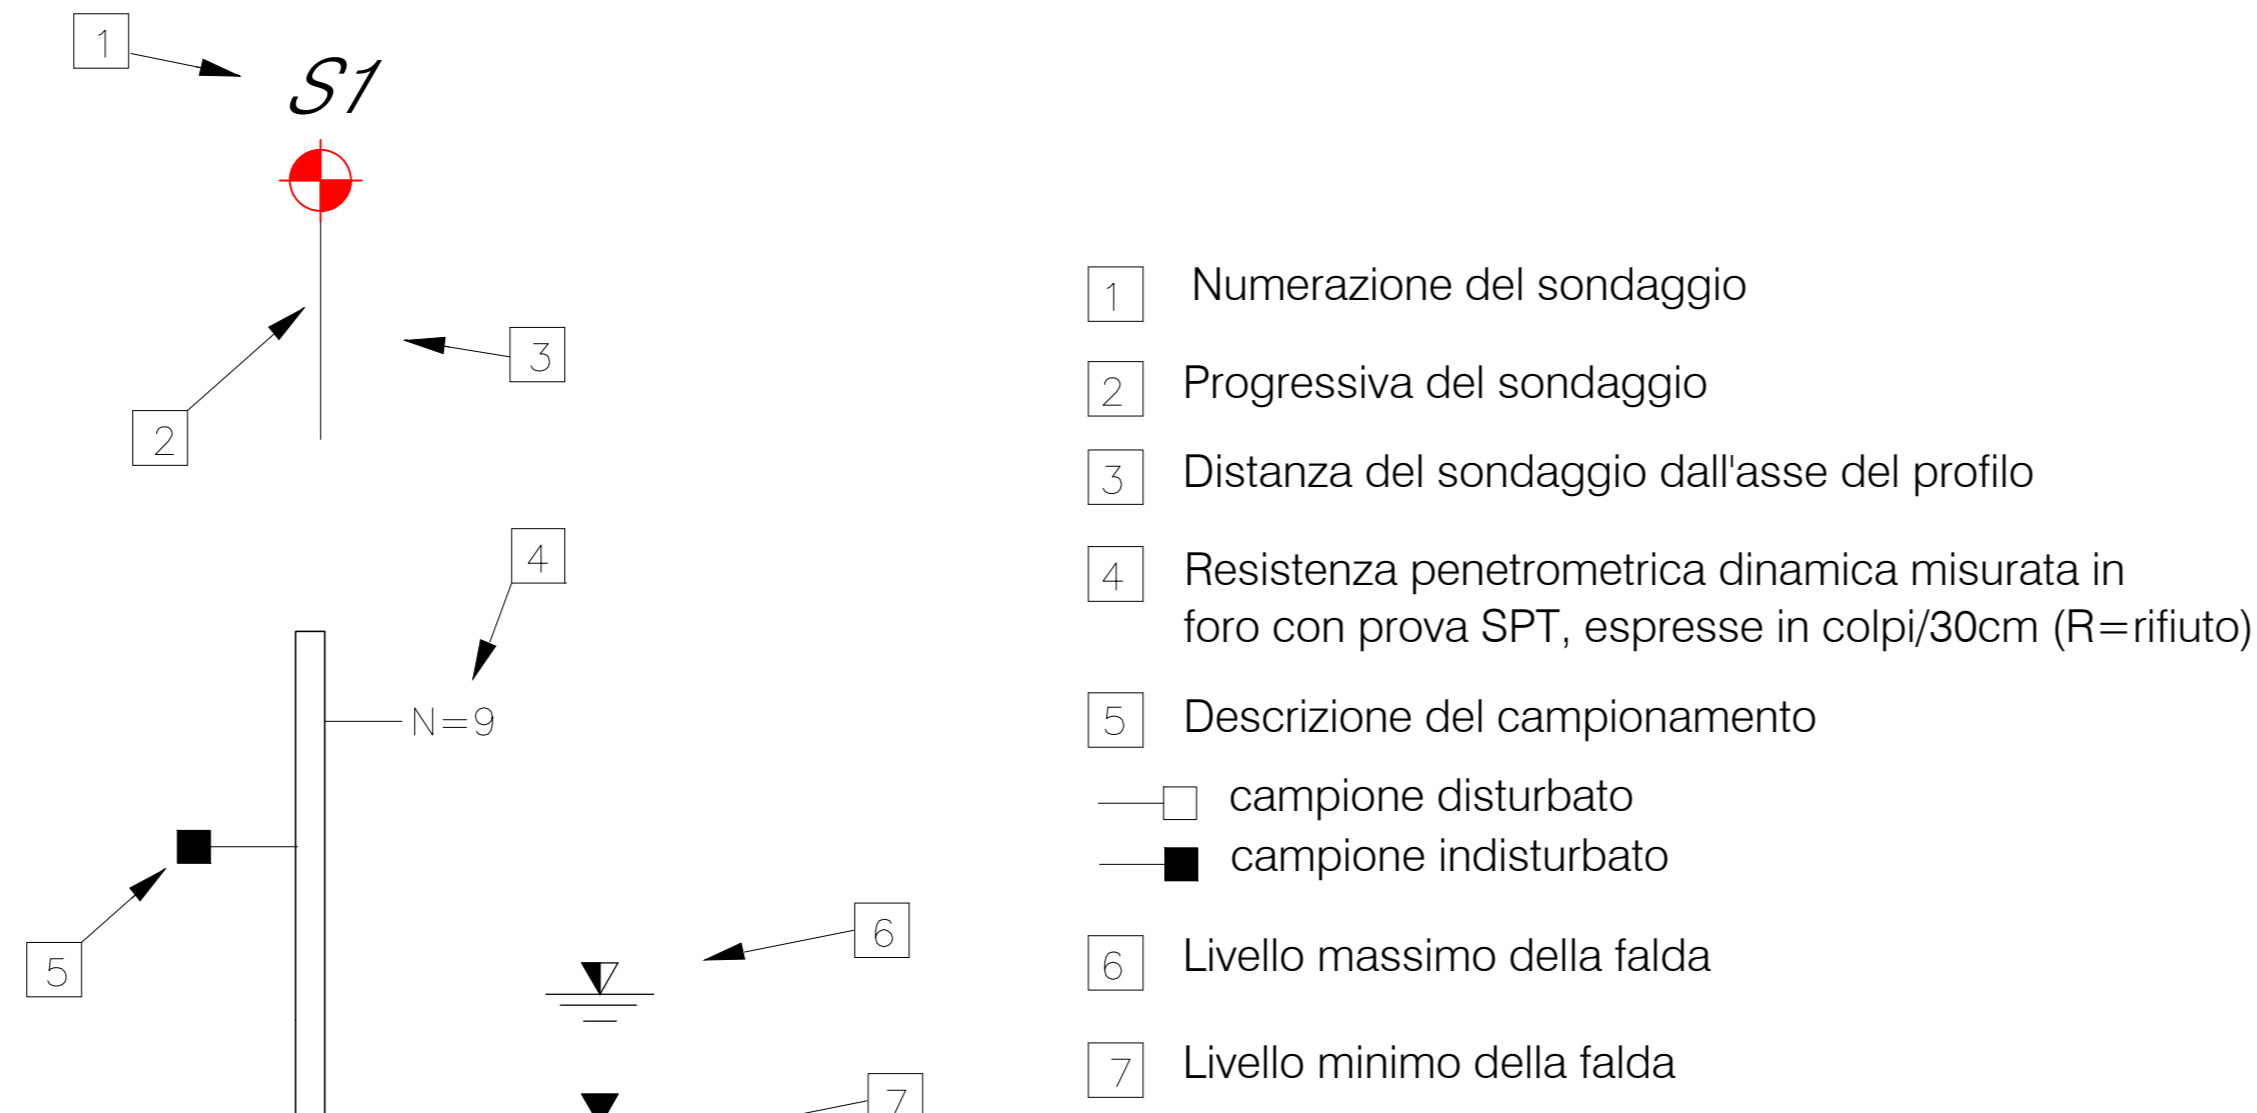 1
S1
3
2
4
N=9
5
6
7
1 Numerazione del sondaggio
2 Progressiva del sondaggio
3 Distanza del sondaggio dall'asse del profilo
4 Resistenza penetrometrica dinamica misurata in
foro con prova SPT, espresse in colpi/30cm (R=rifiuto)
5 Descrizione del campionamento
campione disturbato
campione indisturbato
6 Livello massimo della falda
7 Livello minimo della falda